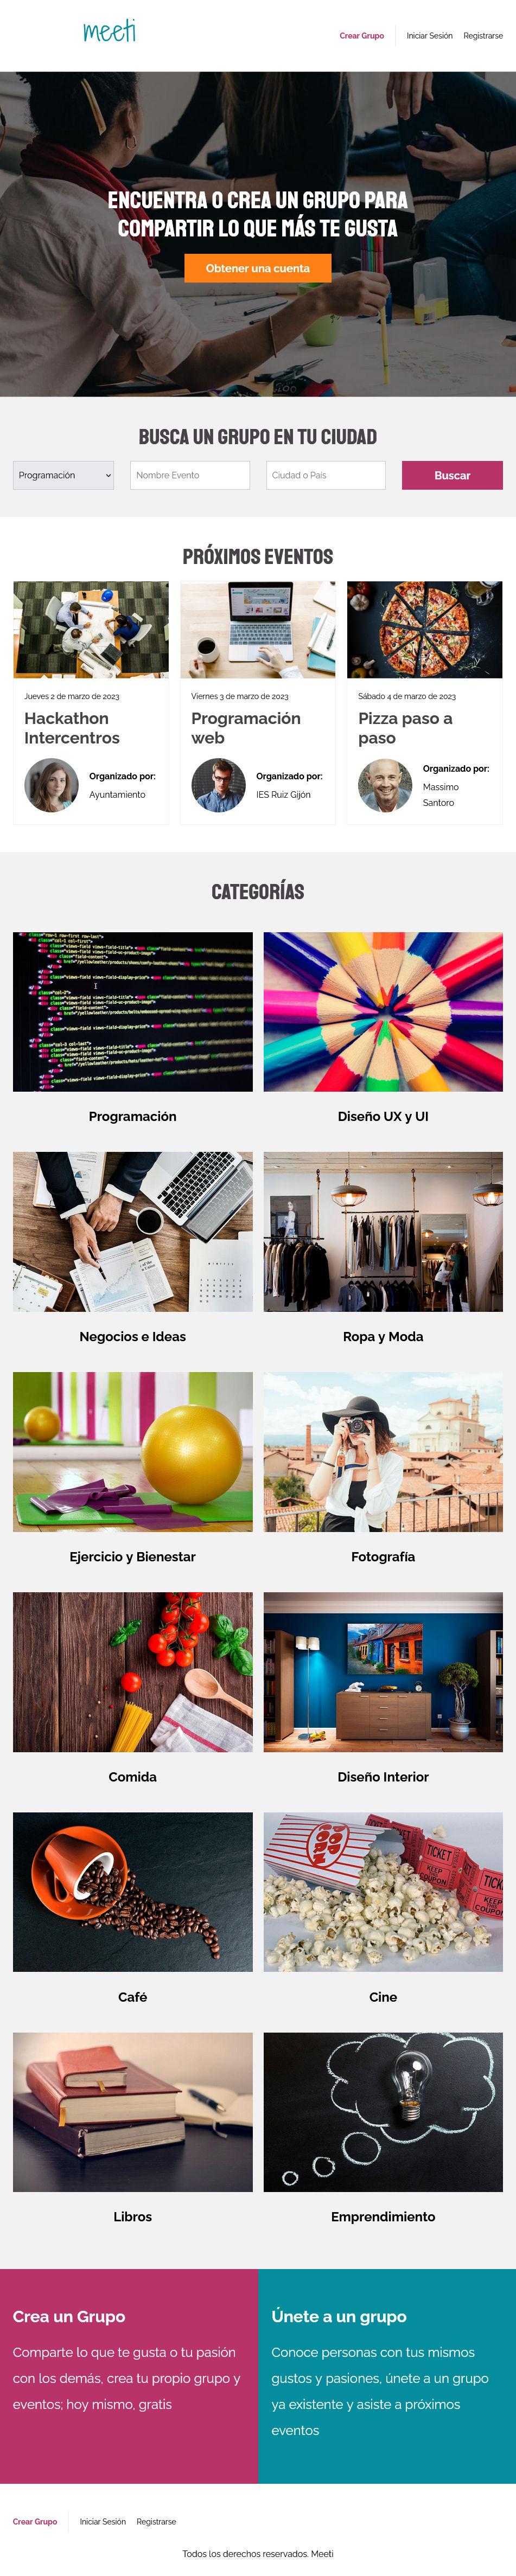 meeti
Crear Grupo
Iniciar Sesión
Registrarse
ENCUENTRA O CREA UN GRUPO PARA
COMPARTIR LO QUE MÁS TE GUSTA
Obtener una cuenta
BUSCA UN GRUPO EN TU CIUDAD
Programación
Nombre Evento
Ciudad o País
Buscar
PRÓXIMOS EVENTOS
Jueves 2 de marzo de 2023
Hackathon
Intercentros
Organizado por:
Ayuntamiento
Viernes 3 de marzo de 2023
Programación
web
Organizado por:
IES Ruiz Gijón
Sábado 4 de marzo de 2023
Pizza paso a
paso
Organizado por:
Massimo
Santoro
CATEGORÍAS
Programación
Diseño UX y UI
Negocios e Ideas
Ropa y Moda
Ejercicio y Bienestar
Fotografía
Comida
Diseño Interior
TICKET
KEEP
COUPON
Café
Cine
Libros
Emprendimiento
Crea un Grupo
Comparte lo que te gusta o tu pasión
con los demás, crea tu propio grupo y
eventos; hoy mismo, gratis
Únete a un grupo
Conoce personas con tus mismos
gustos y pasiones, únete a un grupo
ya existente y asiste a próximos
eventos
Crear Grupo
Iniciar Sesión
Registrarse
Todos los derechos reservados. Meeti